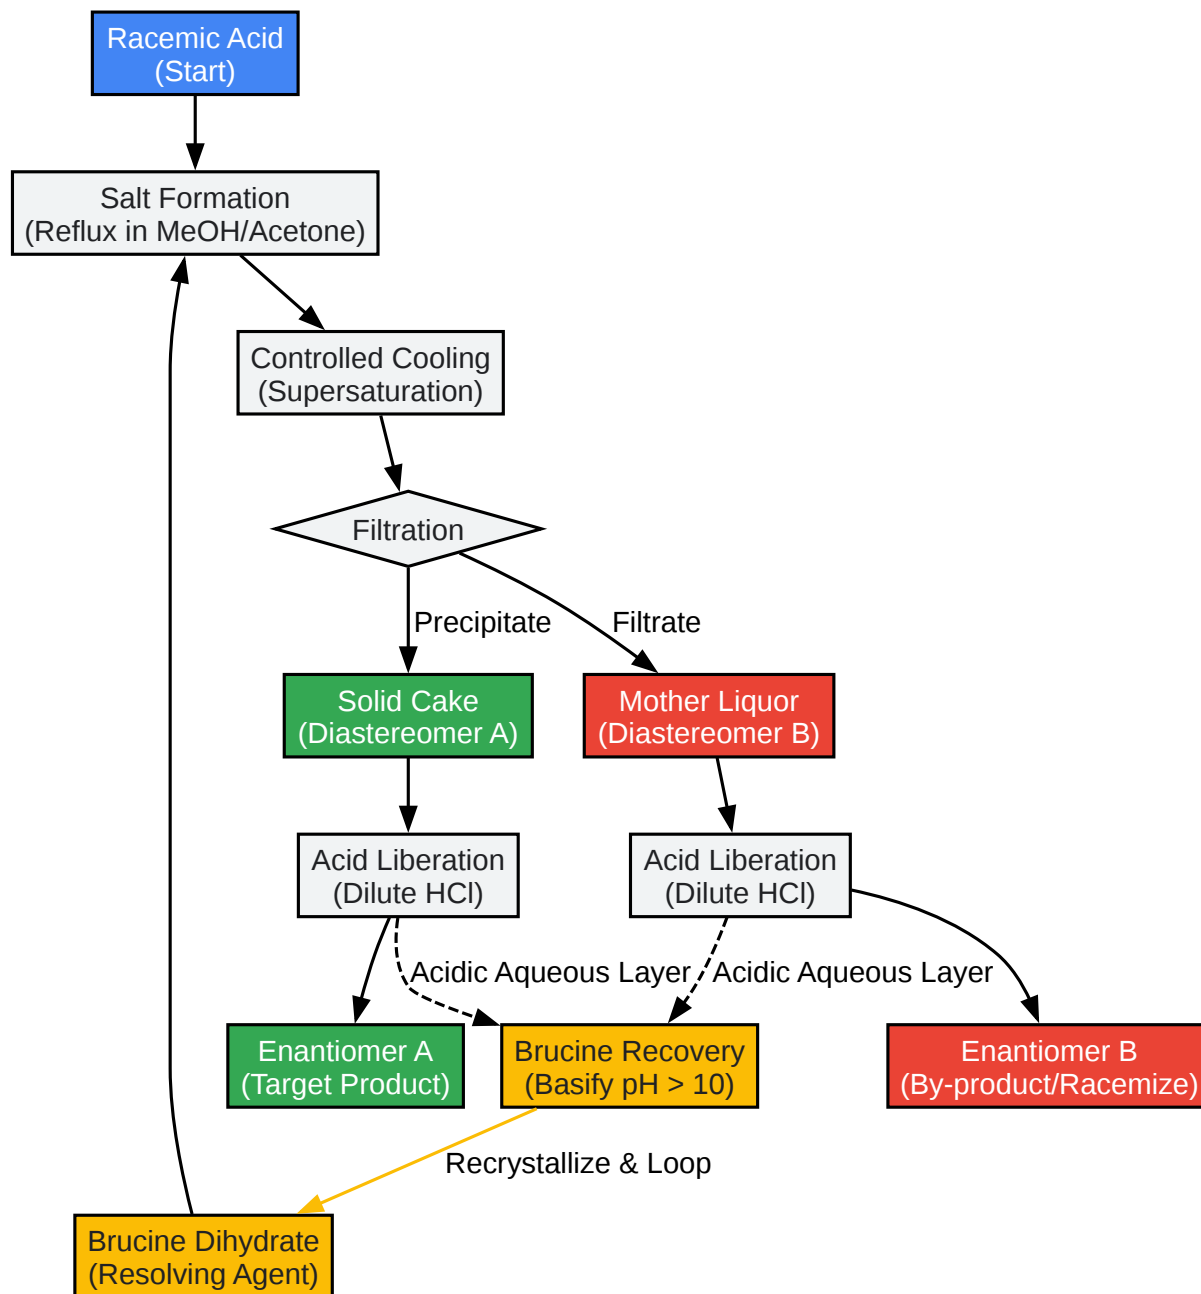 Racemic Acid
(Start)
Salt Formation
(Reflux in MeOH/Acetone)
Controlled Cooling
(Supersaturation)
Filtration
Precipitate
Filtrate
Solid Cake
(Diastereomer A)
Mother Liquor
(Diastereomer B)
Acid Liberation
(Dilute HCl)
Acid Liberation
(Dilute HCl)
Acidic Aqueous Layer
Acidic Aqueous Layer
Enantiomer A
(Target Product)
Brucine Recovery
(Basify pH > 10)
Enantiomer B
(By-product/Racemize)
Recrystallize & Loop
Brucine Dihydrate
(Resolving Agent)